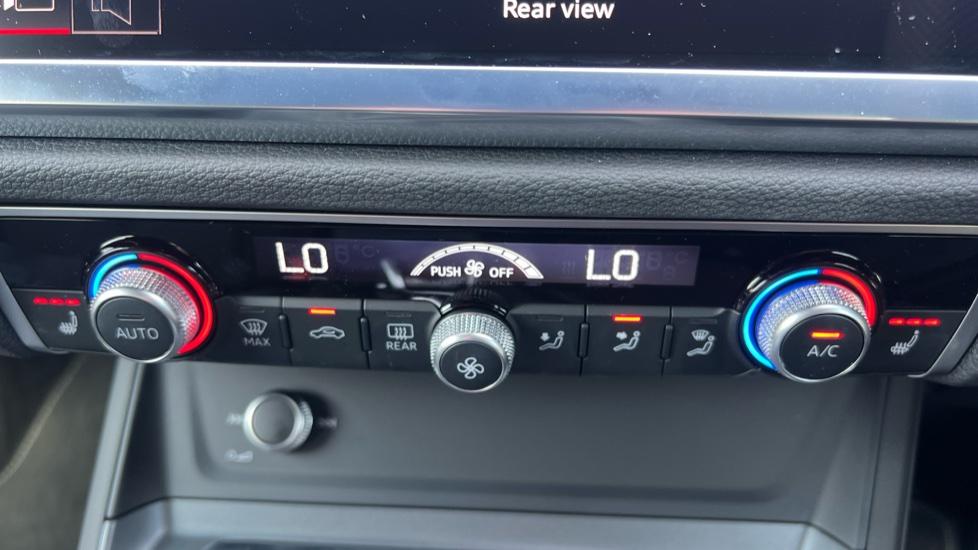 Rear view
LO
PUSH OFF
LO
AUTO
MAX
REAR
A/C